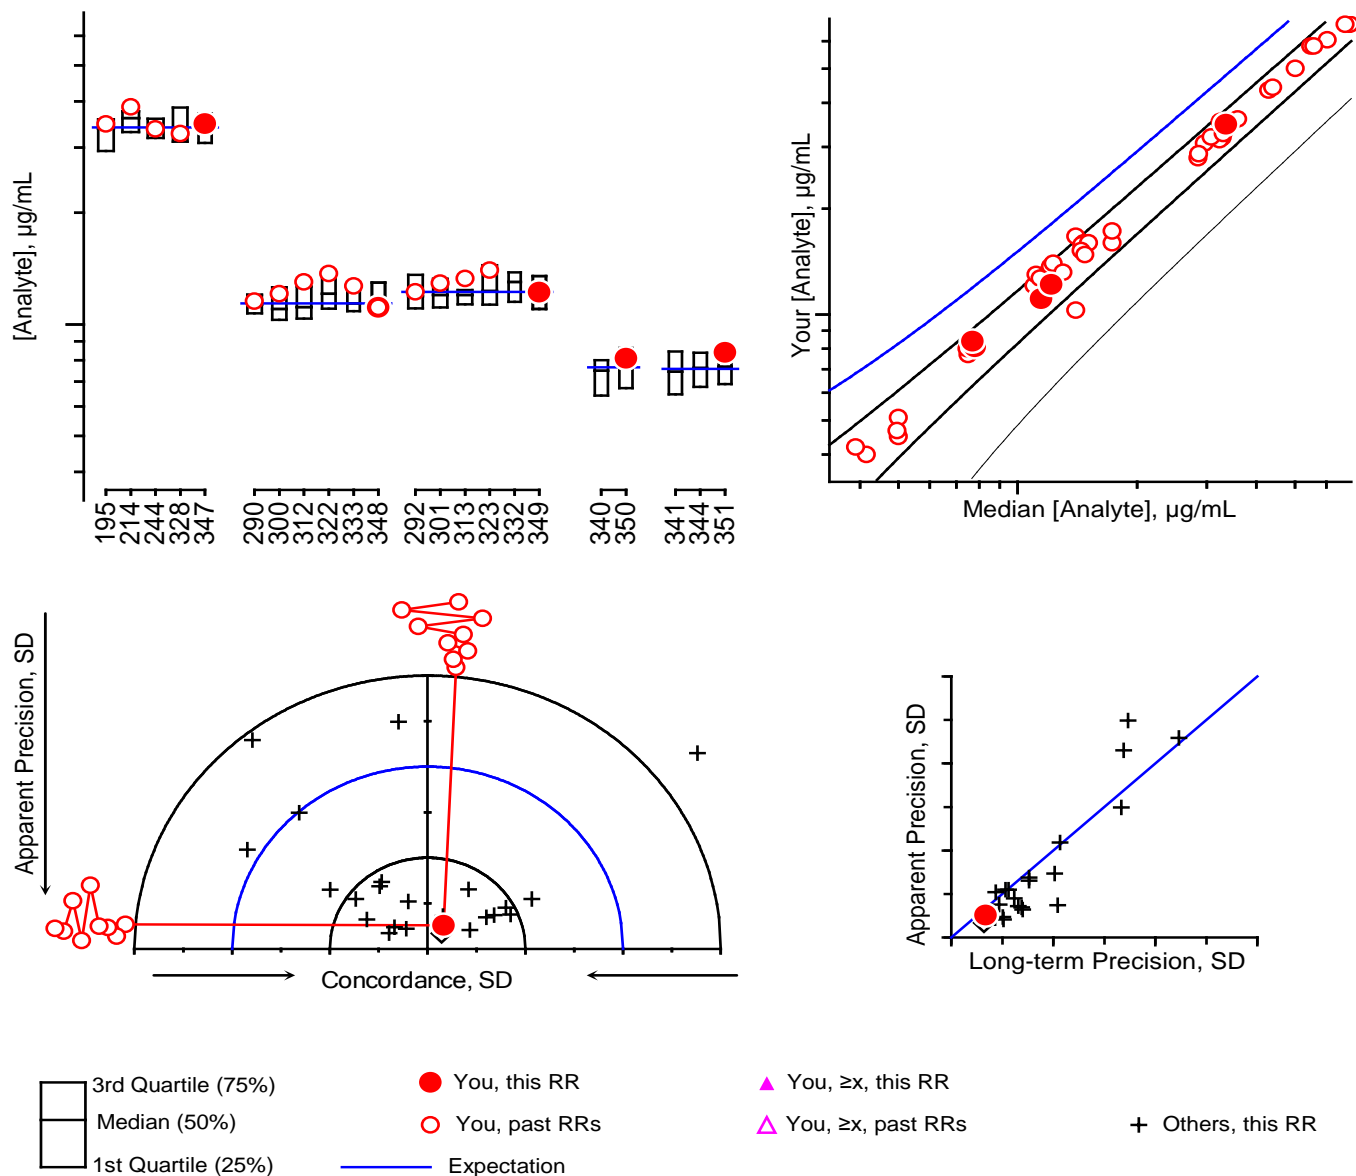 [Analyte], µg/mL
195
214
244
328
347
290
300
312
322
333
348
292
301
313
323
332
349
340
350
341
344
351
Your [Analyte], µg/mL
Median [Analyte], µg/mL
Apparent Precision, SD
Concordance, SD
Apparent Precision, SD
Long-term Precision, SD
3rd Quartile (75%)
Median (50%)
1st Quartile (25%)
You, this RR
You, past RRs
Expectation
You, ≥x, this RR
You, ≥x, past RRs
Others, this RR